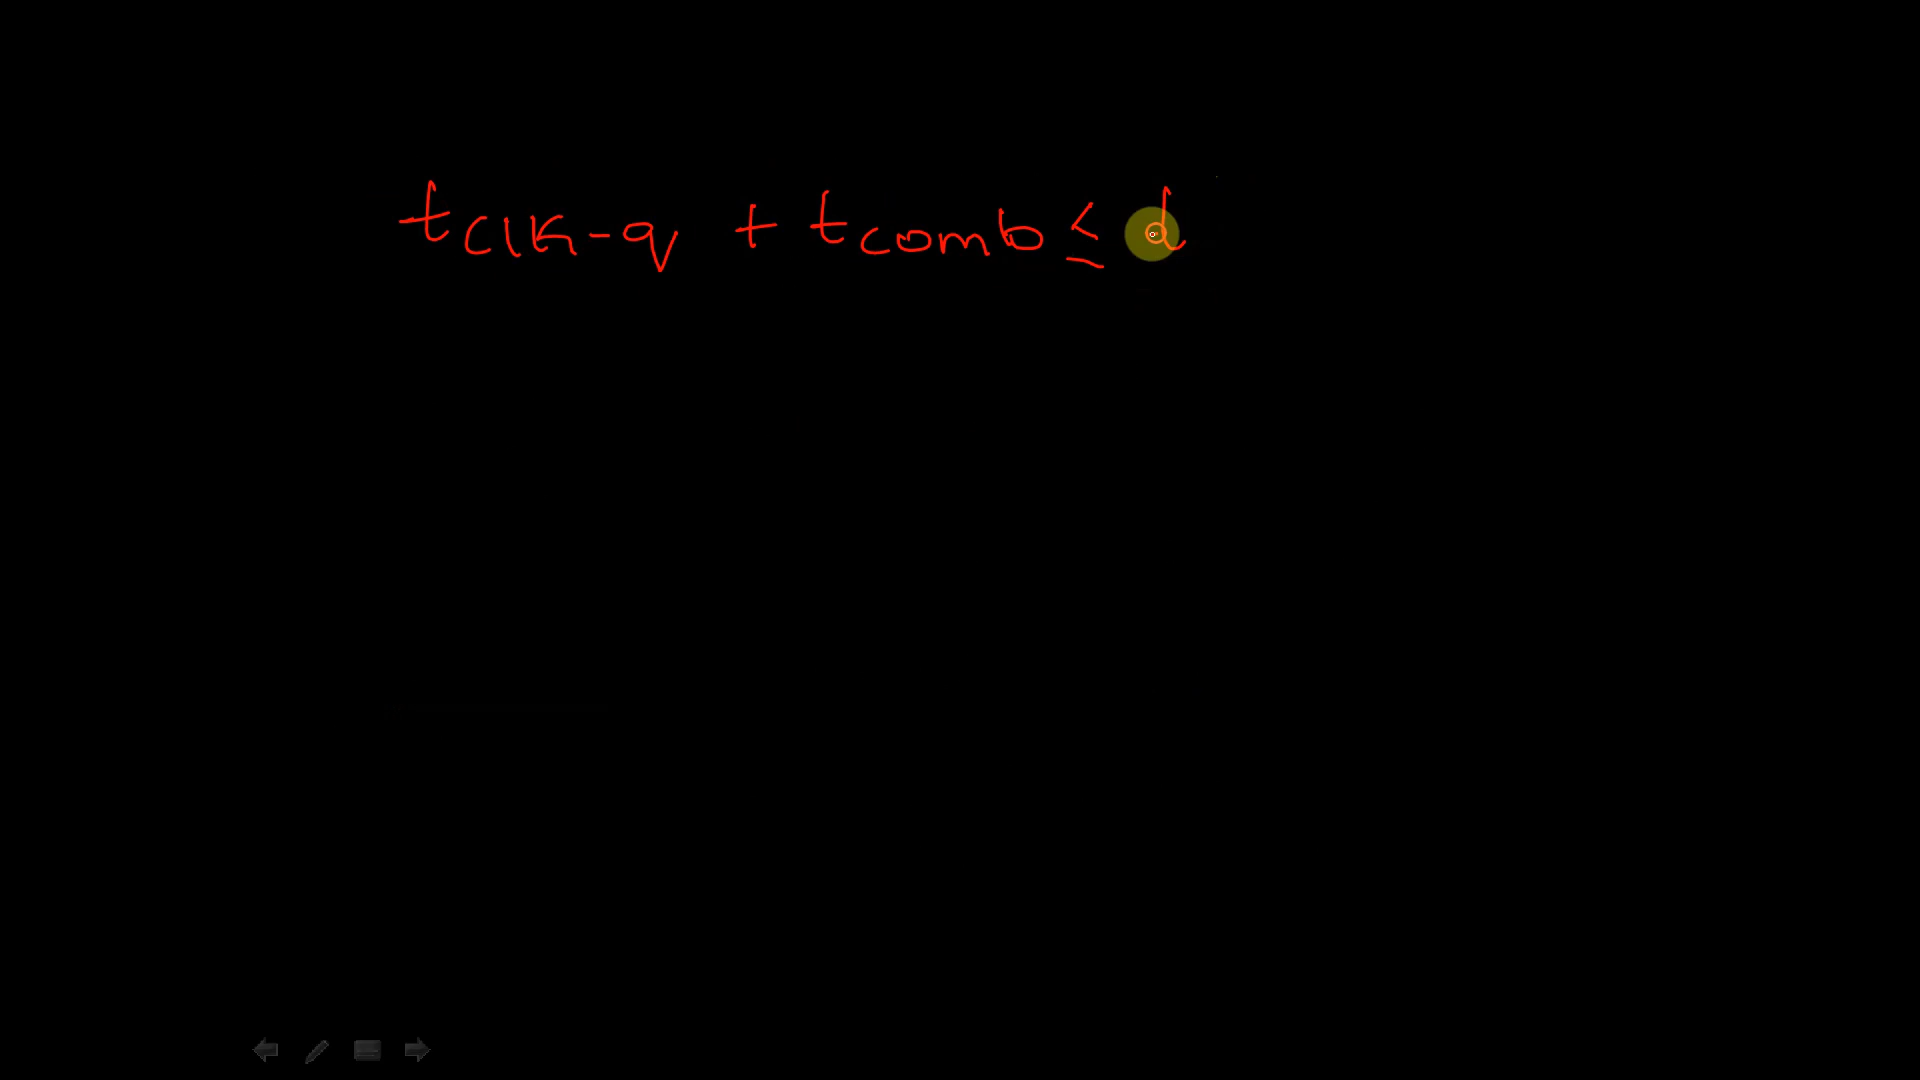 tclk-q + tcomb ≤ d